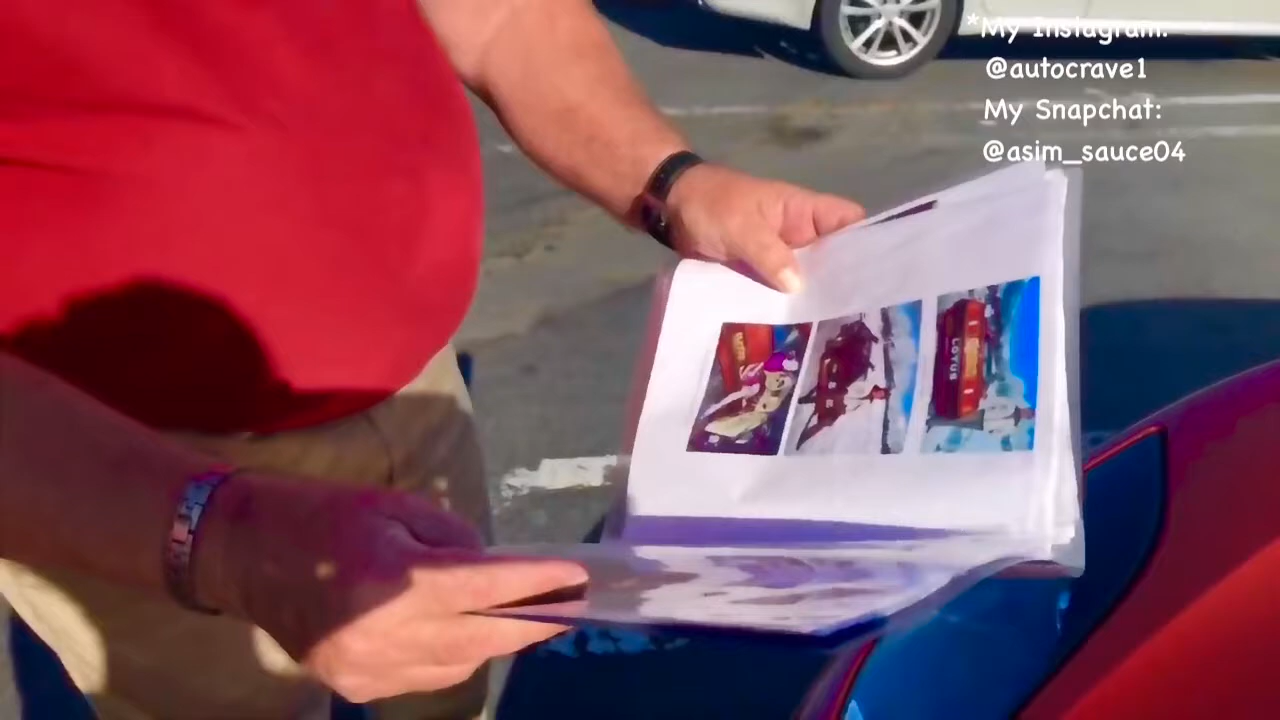 *My Instagram:
@autocrave1
My Snapchat:
@asim_sauce04
LOTUS